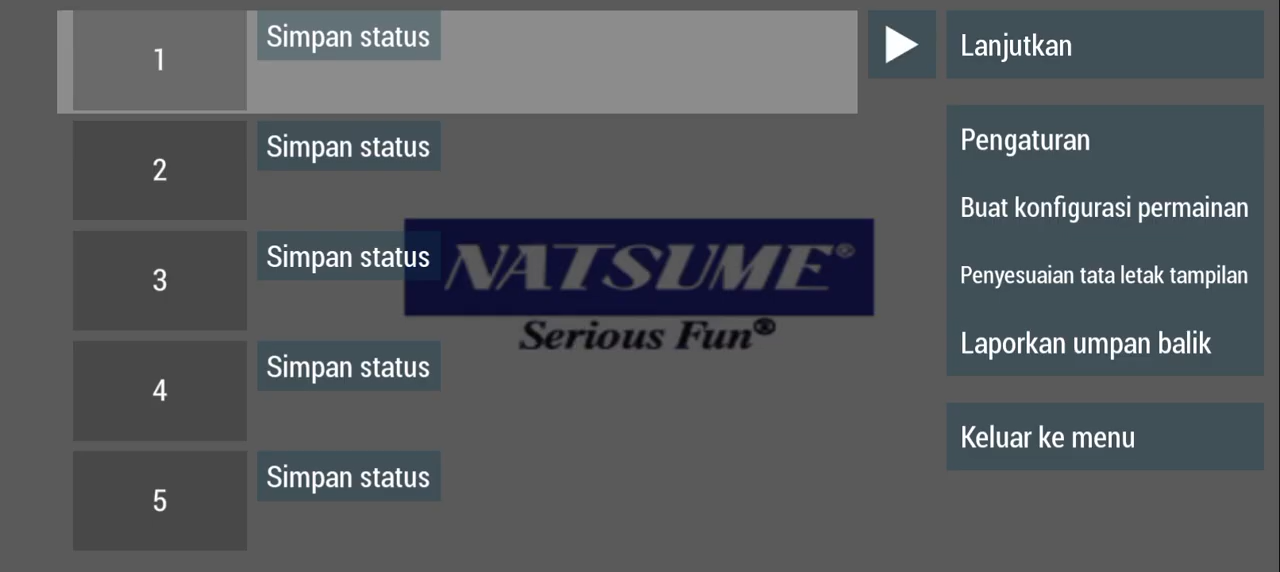 1
Simpan status
2
Simpan status
3
Simpan status
4
Simpan status
5
Simpan status
NATSUME®
Serious Fun®
Lanjutkan
Pengaturan
Buat konfigurasi permainan
Penyesuaian tata letak tampilan
Laporkan umpan balik
Keluar ke menu